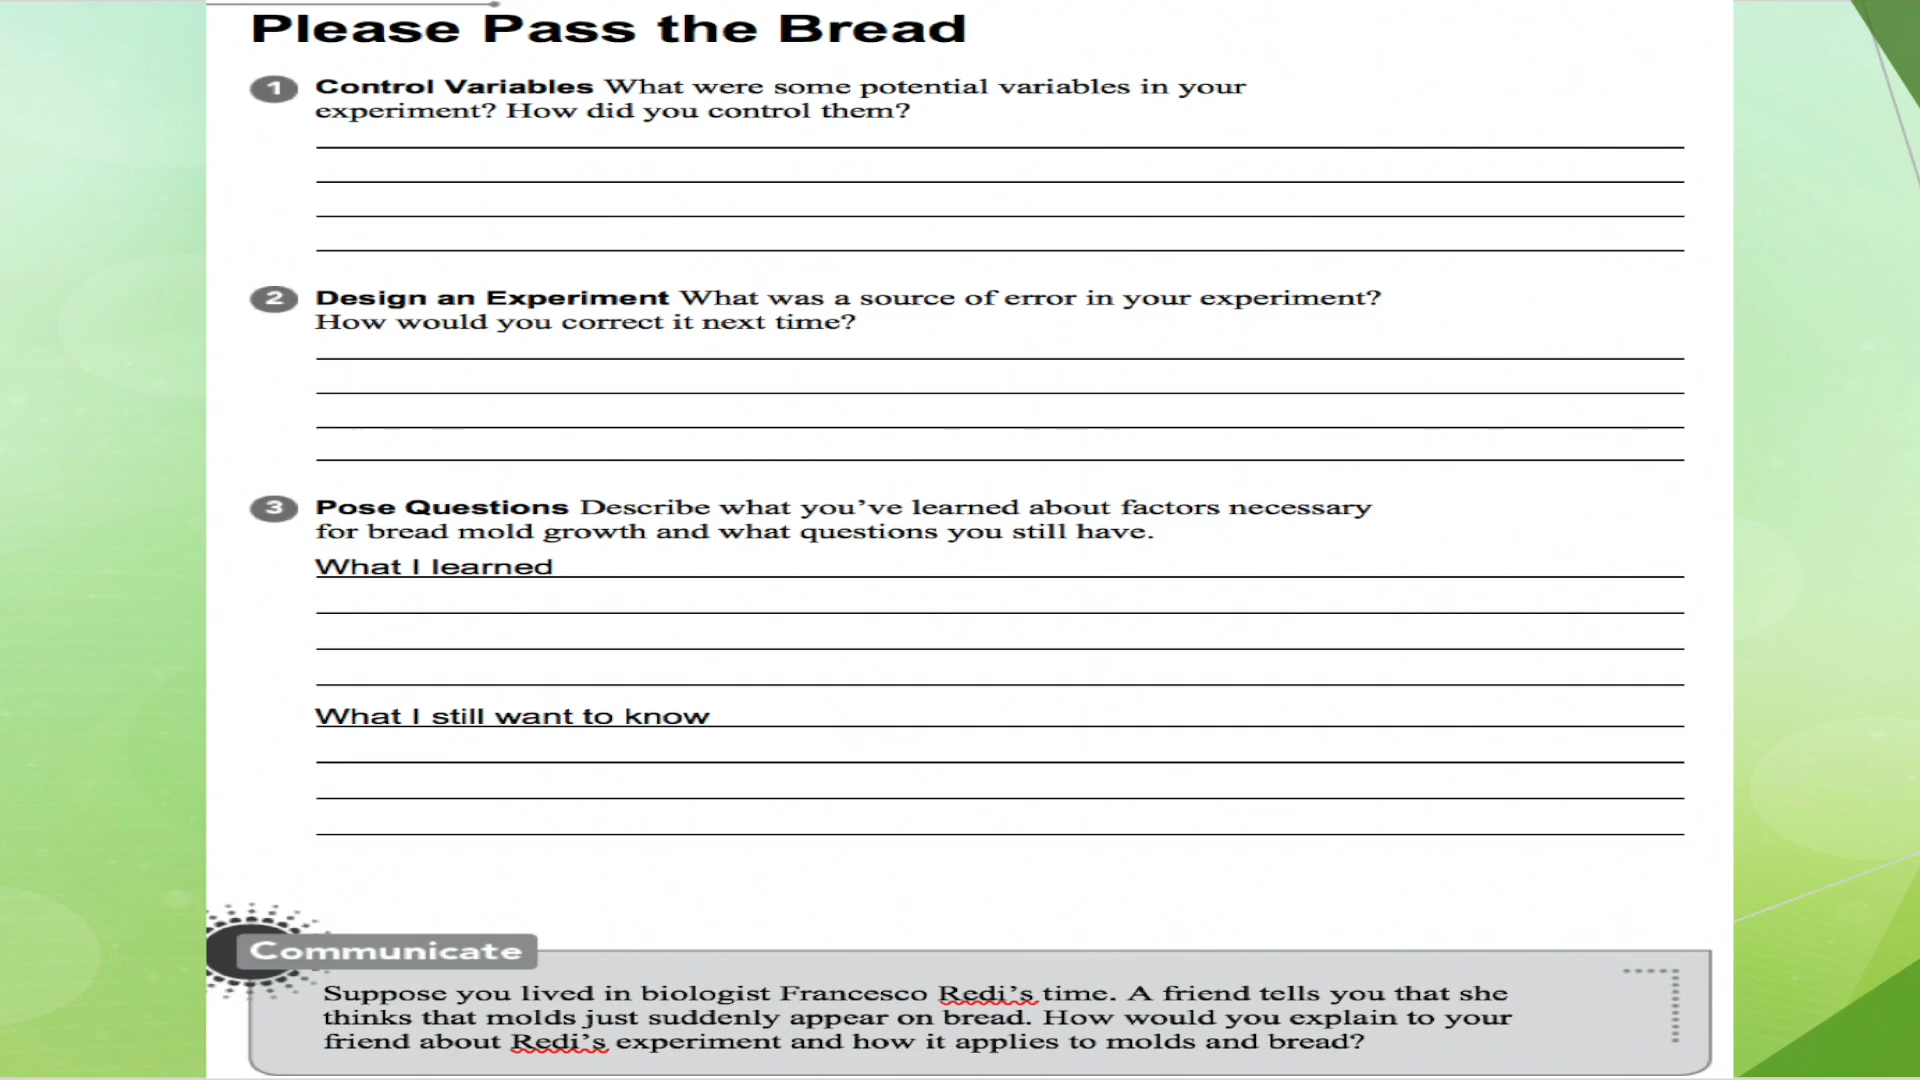 Please Pass the Bread
1 Control Variables What were some potential variables in your
experiment? How did you control them?
2 Design an Experiment What was a source of error in your experiment?
How would you correct it next time?
3 Pose Questions Describe what you've learned about factors necessary
for bread mold growth and what questions you still have.
What I learned
What I still want to know
Communicate
Suppose you lived in biologist Francesco Redi's time. A friend tells you that she
thinks that molds just suddenly appear on bread. How would you explain to your
friend about Redi's experiment and how it applies to molds and bread?